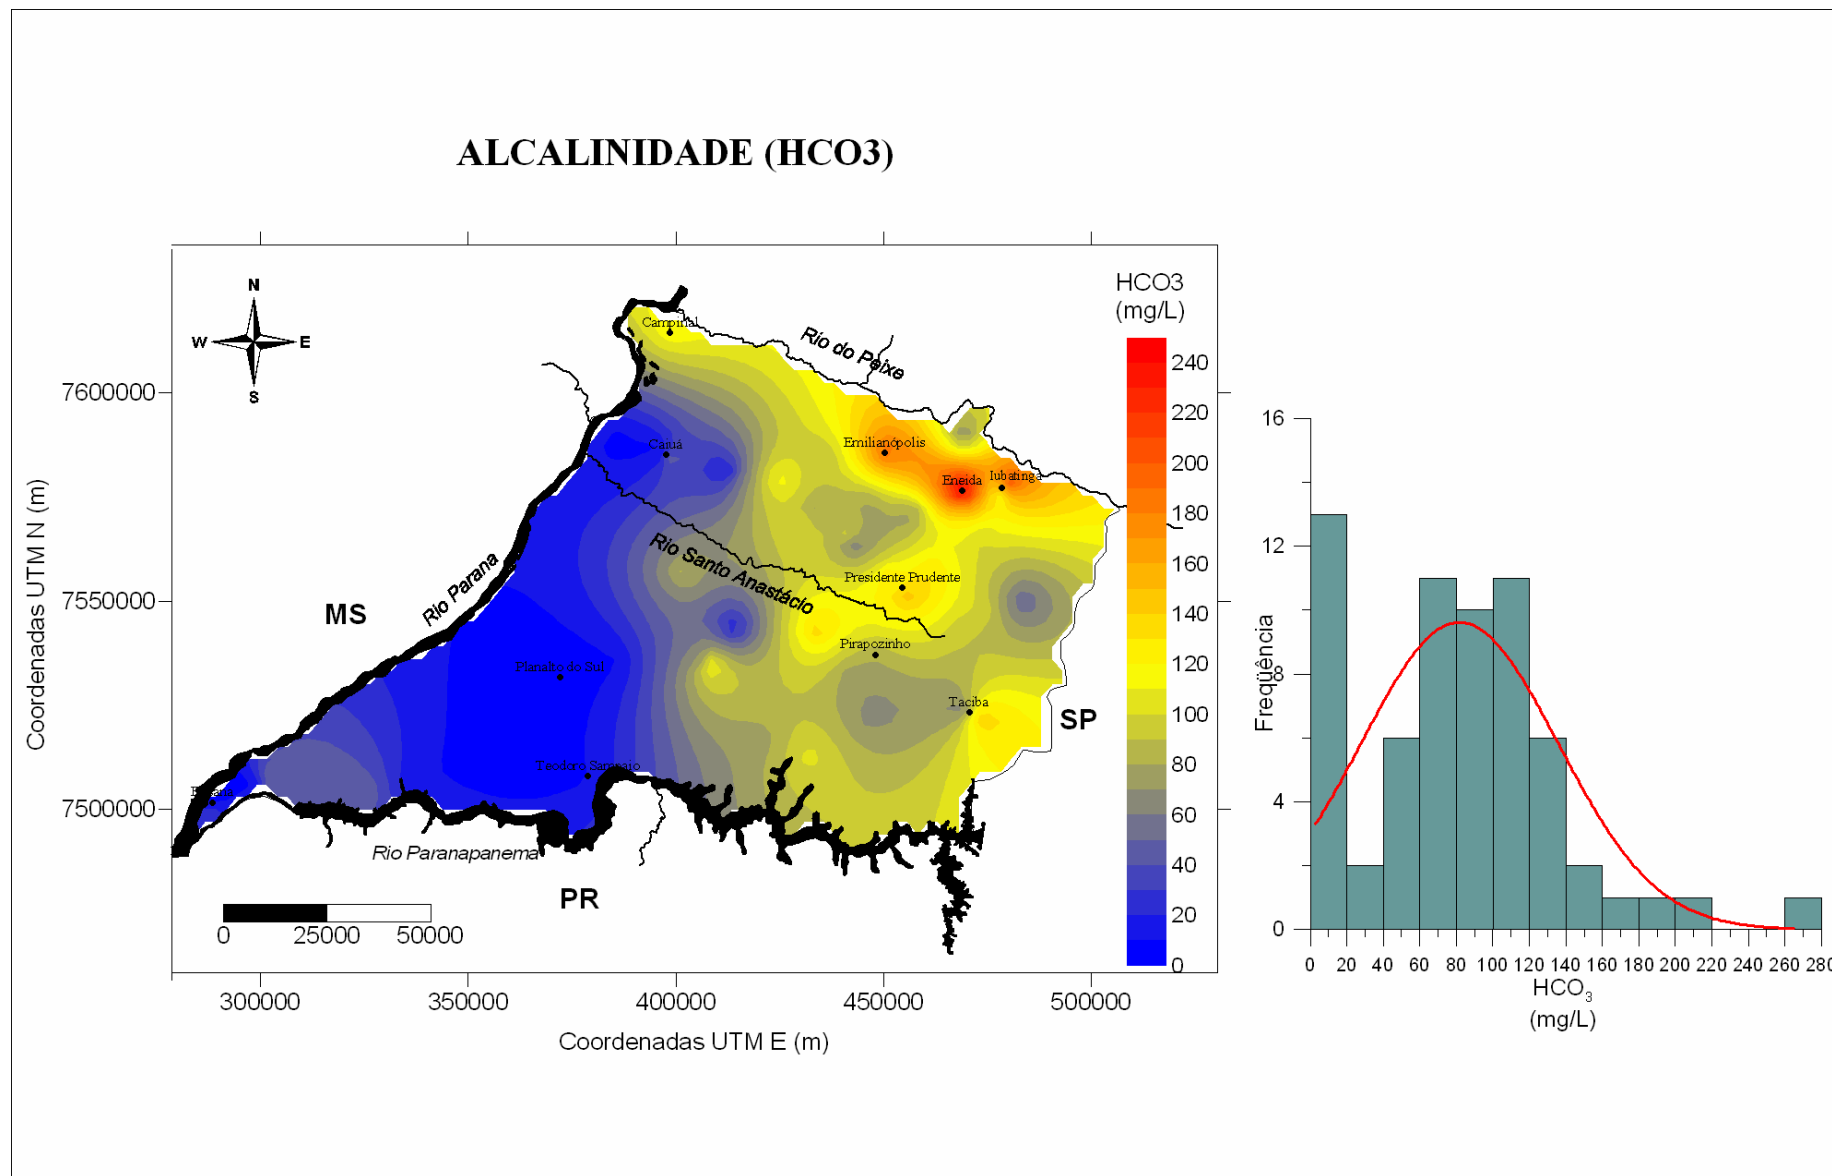 ALCALINIDADE (HCO3)
N
W E
S
HCO3
(mg/L)
240
220
200
180
160
140
120
100
80
60
40
20
0
Campinal
Rio do Peixe
Caiuá
Emilianópolis
Eneida
Iubatinga
Rio Santo Anastácio
Presidente Prudente
Rio Parana
MS
Pirapozinho
Planalto do Sul
Taciba
SP
Teodoro Sampaio
Rio Paranapanema
PR
0 25000 50000
7600000
7550000
7500000
Coordenadas UTM N (m)
300000 350000 400000 450000 500000
Coordenadas UTM E (m)
16
12
8
4
0
Freqüência
0 20 40 60 80 100 120 140 160 180 200 220 240 260 280
HCO3
(mg/L)